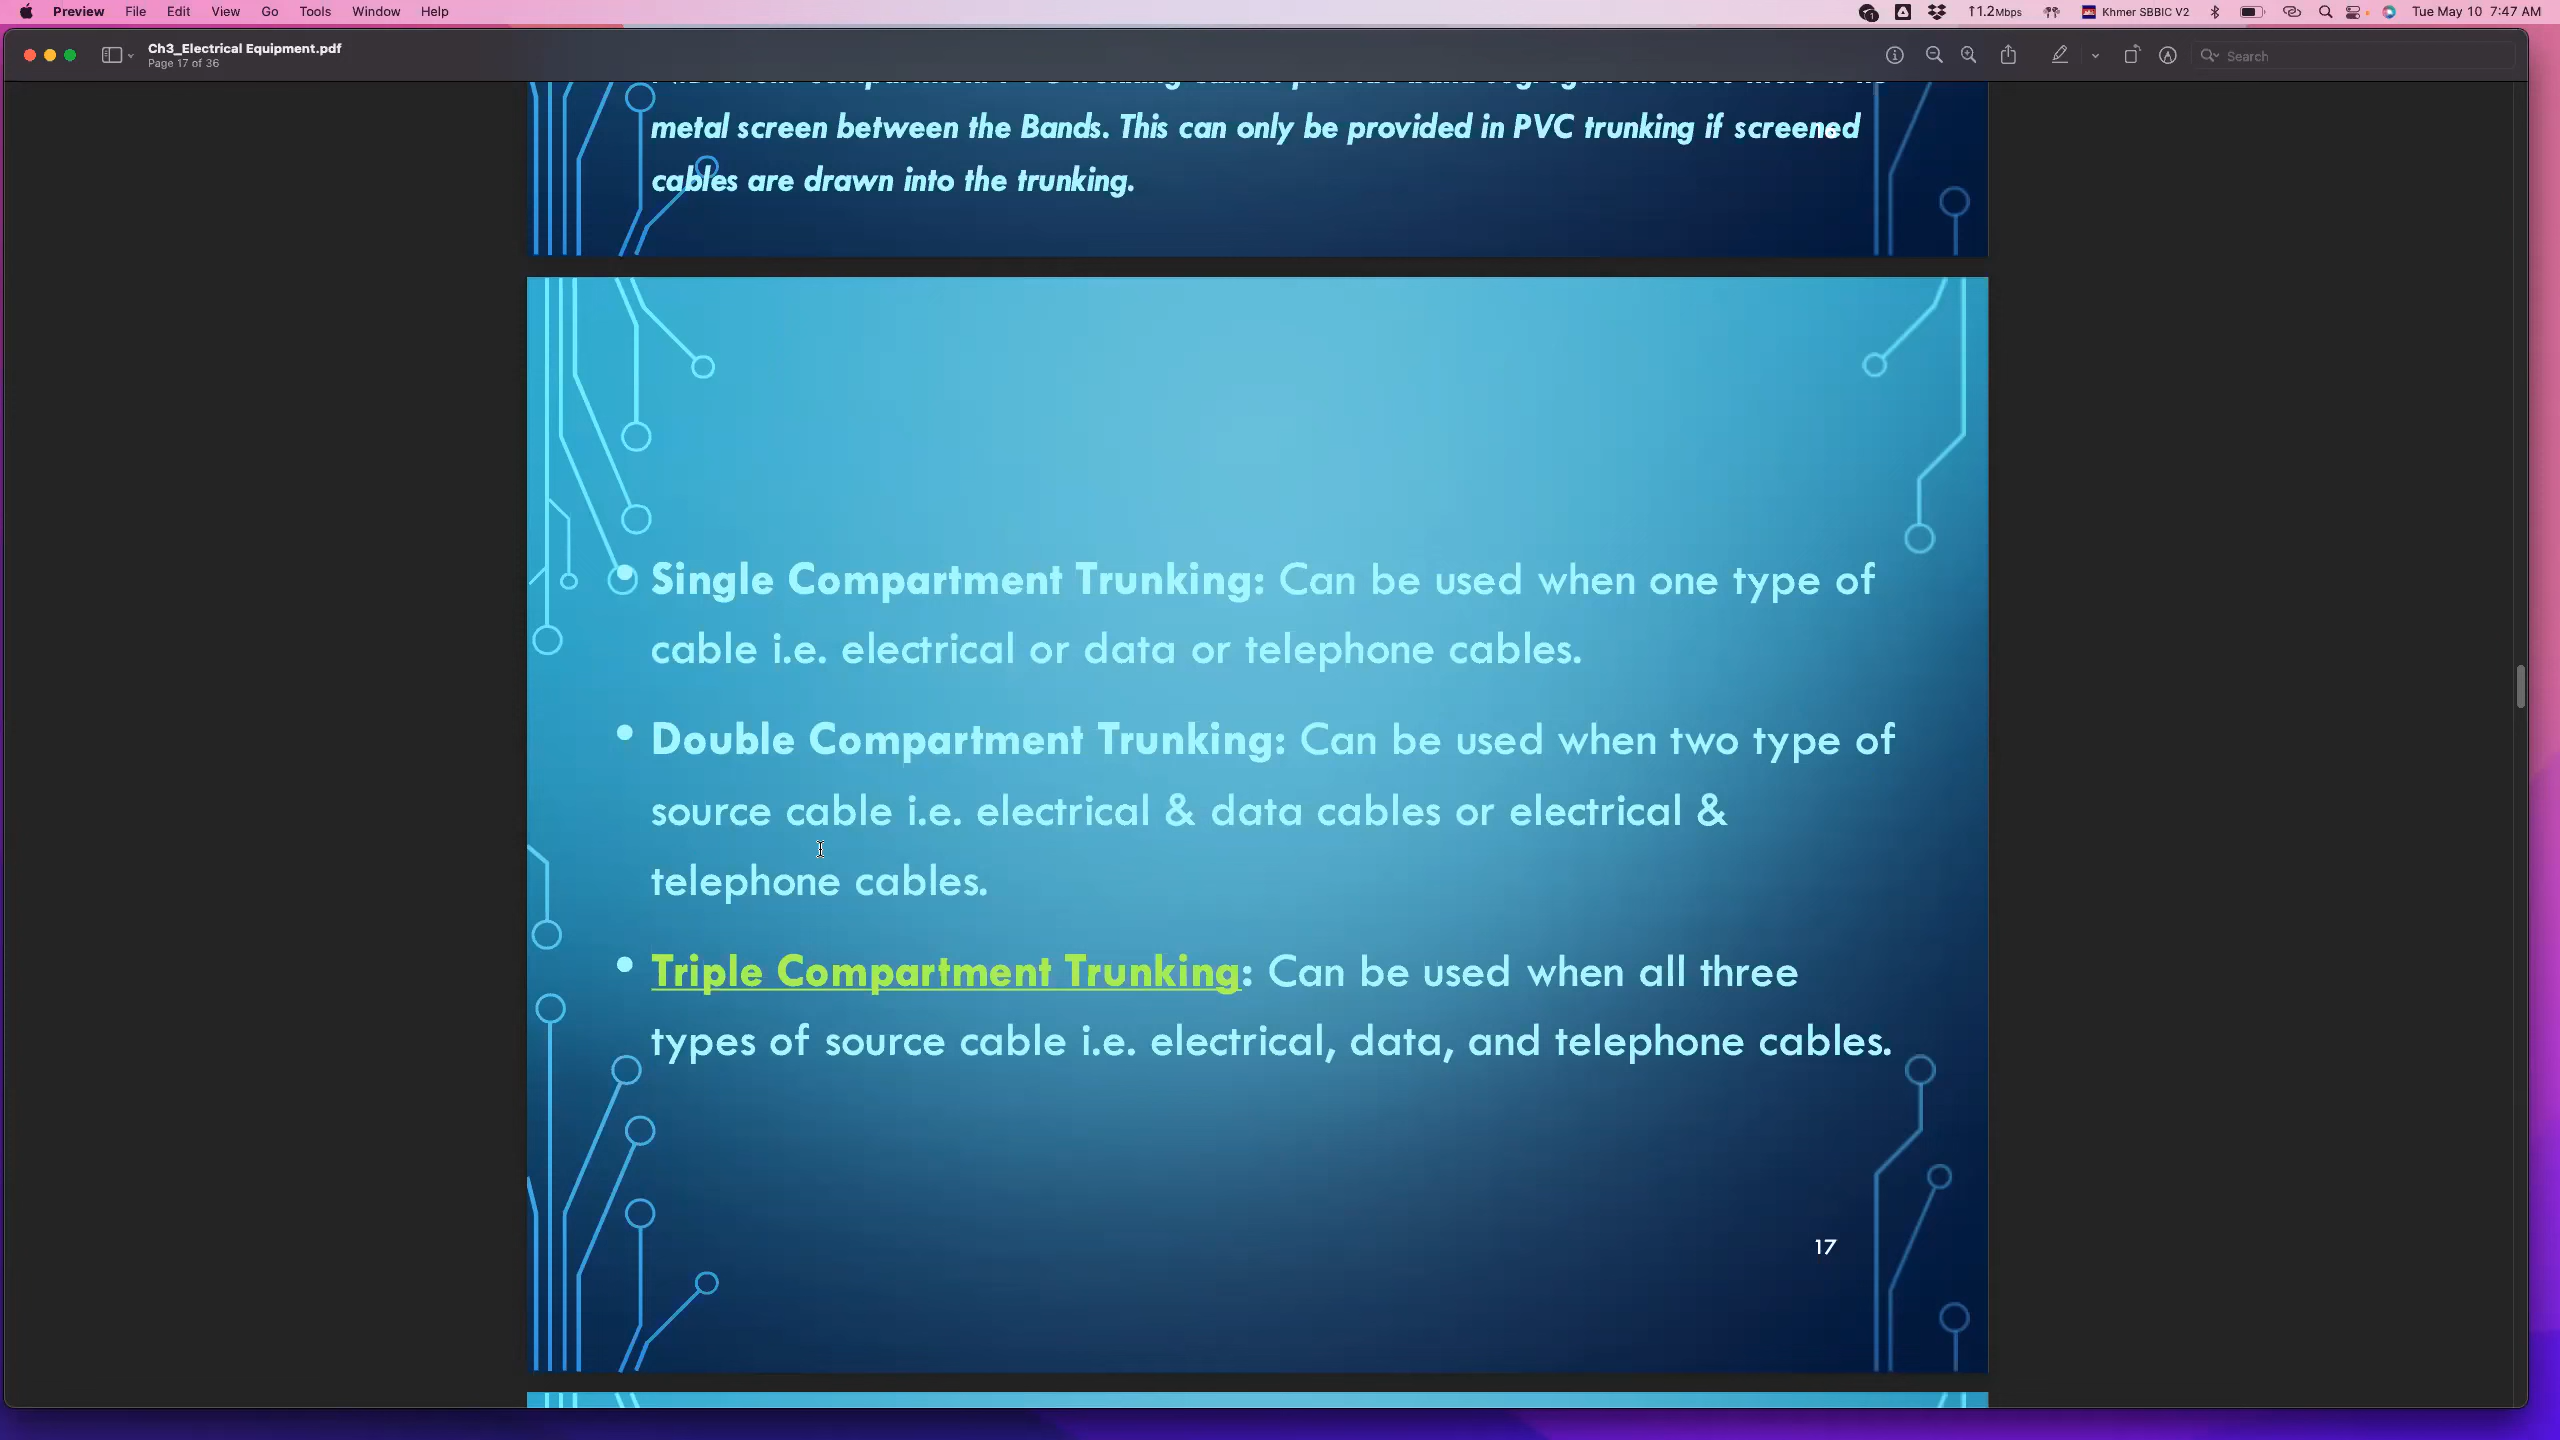 Preview File Edit View Go Tools Window Help
11.2Mbps Khmer SBBIC V2 Tue May 10 7:47 AM
Ch3_Electrical Equipment.pdf
Page 17 of 36
Search
metal screen between the Bands. This can only be provided in PVC trunking if screened
cables are drawn into the trunking.
• Single Compartment Trunking: Can be used when one type of
cable i.e. electrical or data or telephone cables.
• Double Compartment Trunking: Can be used when two type of
source cable i.e. electrical & data cables or electrical &
telephone cables.
• Triple Compartment Trunking: Can be used when all three
types of source cable i.e. electrical, data, and telephone cables.
17